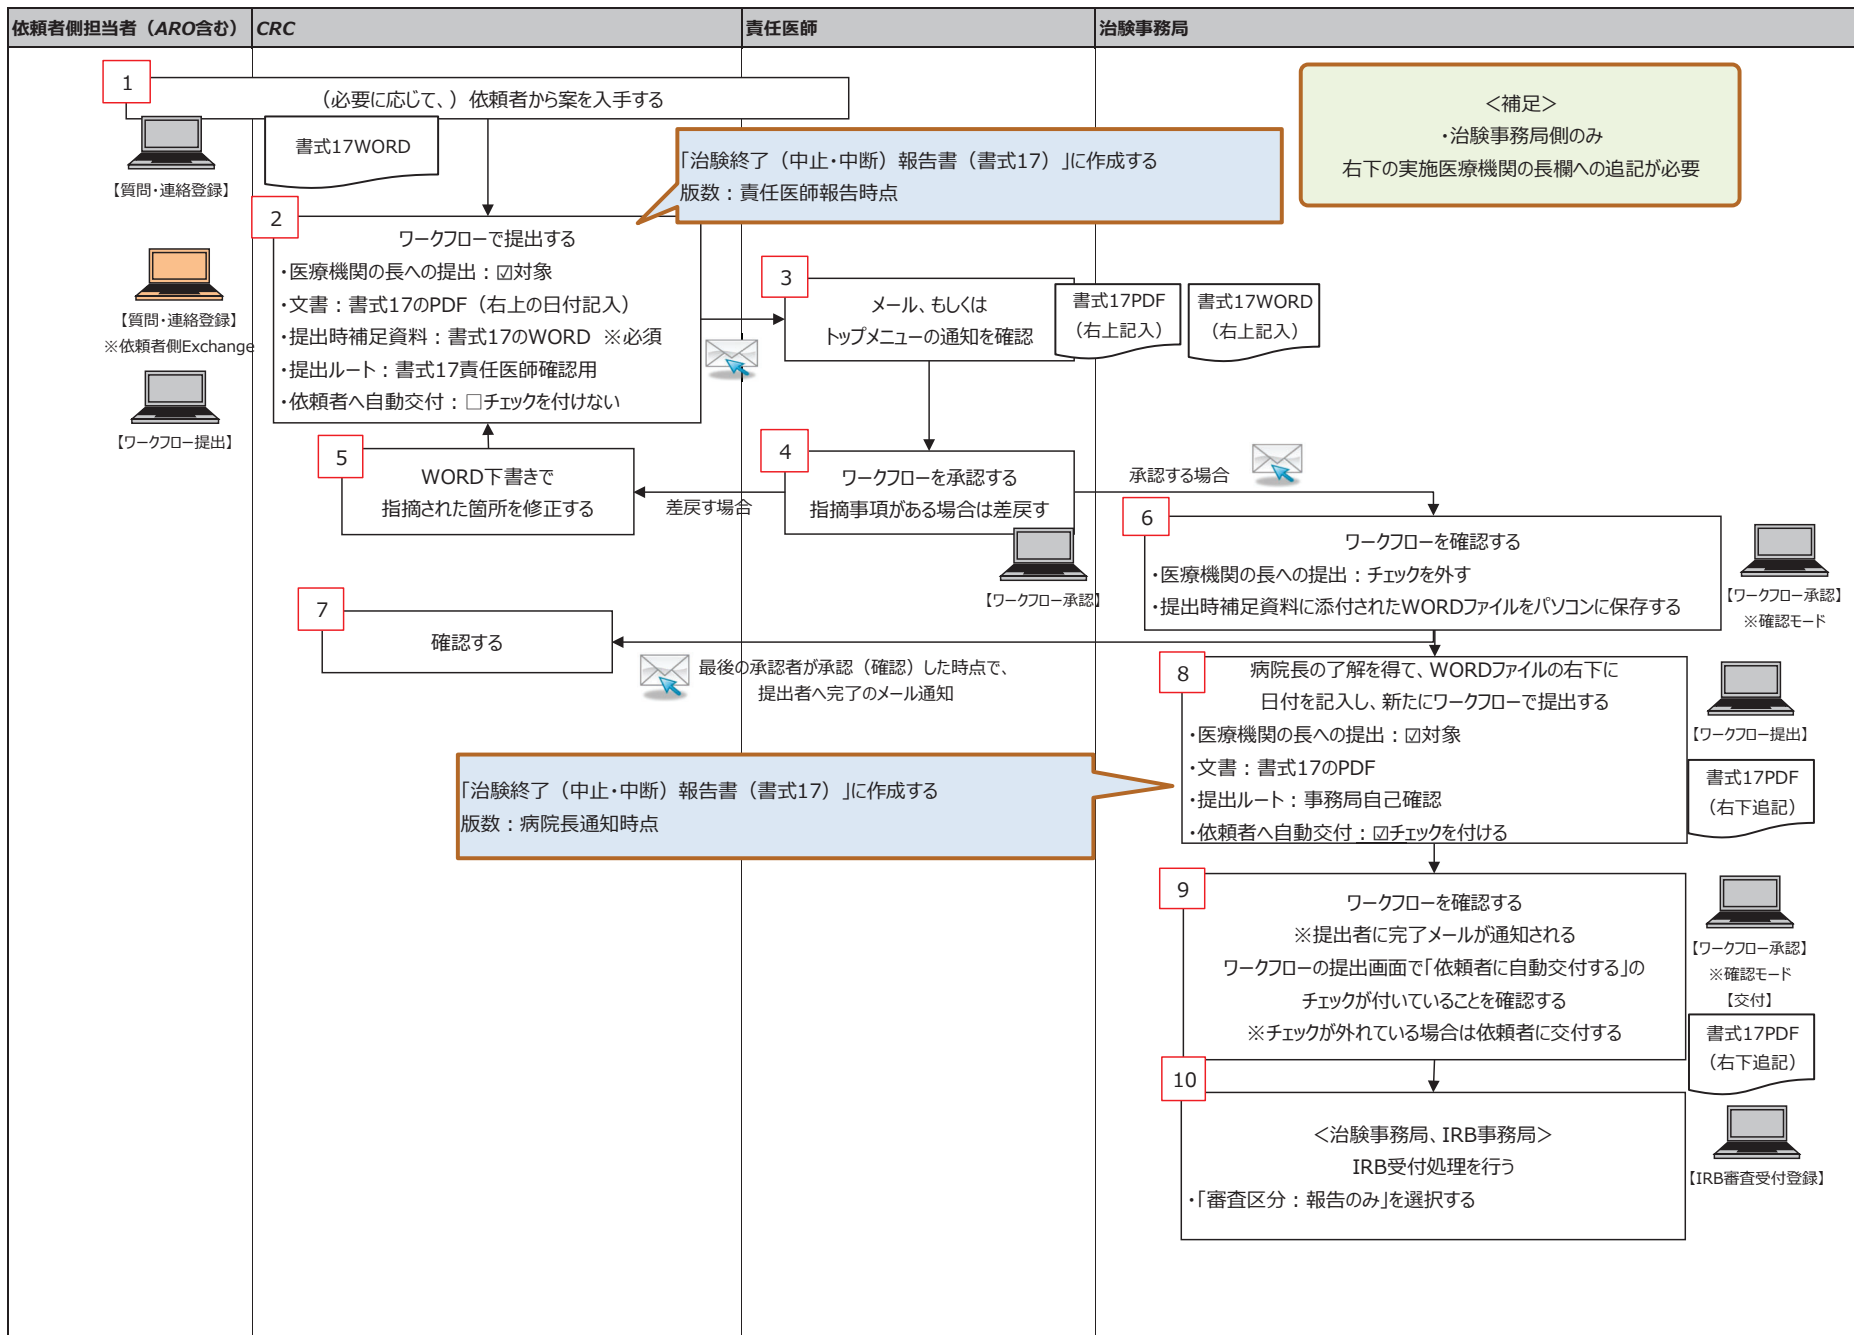 依頼者側担当者（ARO含む）
CRC
責任医師
治験事務局
1
（必要に応じて、）依頼者から案を入手する
【質問・連絡登録】
書式17WORD
「治験終了（中止・中断）報告書（書式17）」に作成する
版数：責任医師報告時点
＜補足＞
・治験事務局側のみ
右下の実施医療機関の長欄への追記が必要
2
ワークフローで提出する
・医療機関の長への提出：☑対象
・文書：書式17のPDF（右上の日付記入）
・提出時補足資料：書式17のWORD ※必須
・提出ルート：書式17責任医師確認用
・依頼者へ自動交付：□チェックを付けない
【質問・連絡登録】
※依頼者側Exchange
【ワークフロー提出】
3
メール、もしくは
トップメニューの通知を確認
書式17PDF
（右上記入）
書式17WORD
（右上記入）
4
ワークフローを承認する
指摘事項がある場合は差戻す
【ワークフロー承認】
差戻す場合
承認する場合
5
WORD下書きで
指摘された箇所を修正する
6
ワークフローを確認する
・医療機関の長への提出：チェックを外す
・提出時補足資料に添付されたWORDファイルをパソコンに保存する
【ワークフロー承認】
※確認モード
7
確認する
最後の承認者が承認（確認）した時点で、
提出者へ完了のメール通知
8
病院長の了解を得て、WORDファイルの右下に
日付を記入し、新たにワークフローで提出する
・医療機関の長への提出：☑対象
・文書：書式17のPDF
・提出ルート：事務局自己確認
・依頼者へ自動交付：☑チェックを付ける
【ワークフロー提出】
書式17PDF
（右下追記）
「治験終了（中止・中断）報告書（書式17）」に作成する
版数：病院長通知時点
9
ワークフローを確認する
※提出者に完了メールが通知される
ワークフローの提出画面で「依頼者に自動交付する」の
チェックが付いていることを確認する
※チェックが外れている場合は依頼者に交付する
【ワークフロー承認】
※確認モード
【交付】
書式17PDF
（右下追記）
10
＜治験事務局、IRB事務局＞
IRB受付処理を行う
・「審査区分：報告のみ」を選択する
【IRB審査受付登録】